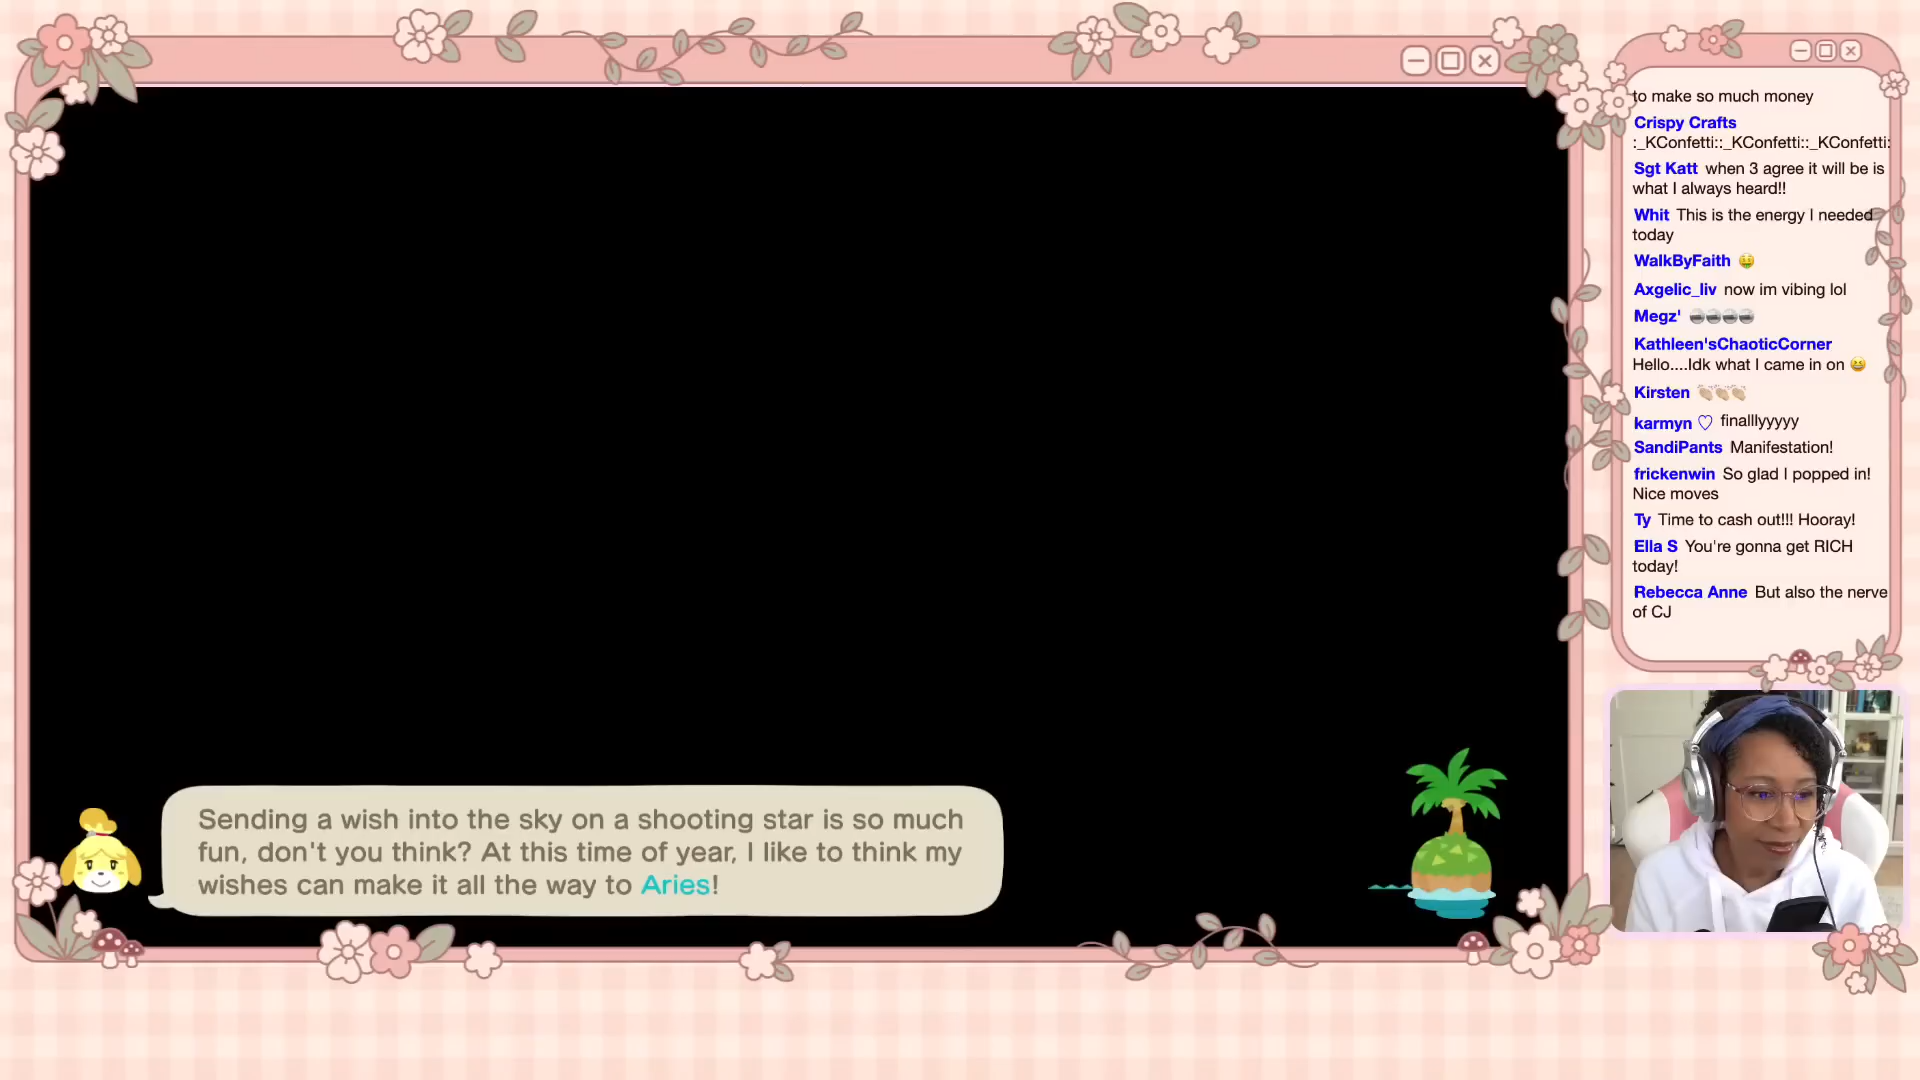 to make so much money
Crispy Crafts
:_KConfetti::_KConfetti::_KConfetti:
Sgt Katt when 3 agree it will be is
what I always heard!!
Whit This is the energy I needed
today
WalkByFaith
Axgelic_liv now im vibing lol
Megz'
Kathleen'sChaoticCorner
Hello....Idk what I came in on
Kirsten
karmyn ♡ finalllyyyyy
SandiPants Manifestation!
frickenwin So glad I popped in!
Nice moves
Ty Time to cash out!!! Hooray!
Ella S You're gonna get RICH
today!
Rebecca Anne But also the nerve
of CJ
Sending a wish into the sky on a shooting star is so much
fun, don't you think? At this time of year, I like to think my
wishes can make it all the way to Aries!